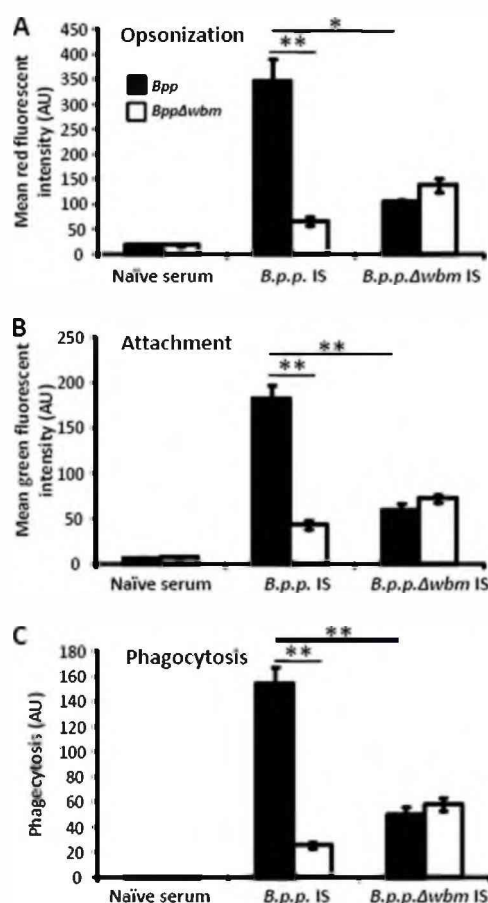 A
Opsonization
*
**
450
400
350
300
250
200
150
100
50
0
Mean red fluorescent
intensity (AU)
Bpp
BppΔwbm
Naïve serum B.p.p. IS B.p.p.Δwbm IS
B
Attachment
**
**
250
200
150
100
50
0
Mean green fluorescent
intensity (AU)
Naïve serum B.p.p. IS B.p.p.Δwbm IS
C
Phagocytosis
**
**
180
160
140
120
100
80
60
40
20
0
Phagecytosis (AU)
Naïve serum B.p.p. IS B.p.p.Δwbm IS